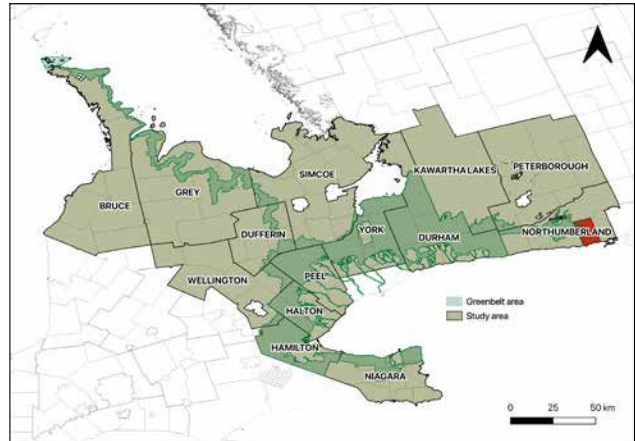 SIMCOE
KAWARTHA LAKES
PETERBOROUGH
BRUCE
GREY
DUFFERIN
YORK
DURHAM
NORTHUMBERLAND
WELLINGTON
PEEL
HALTON
HAMILTON
NIAGARA
Greenbelt area
Study area
0 25 50 km